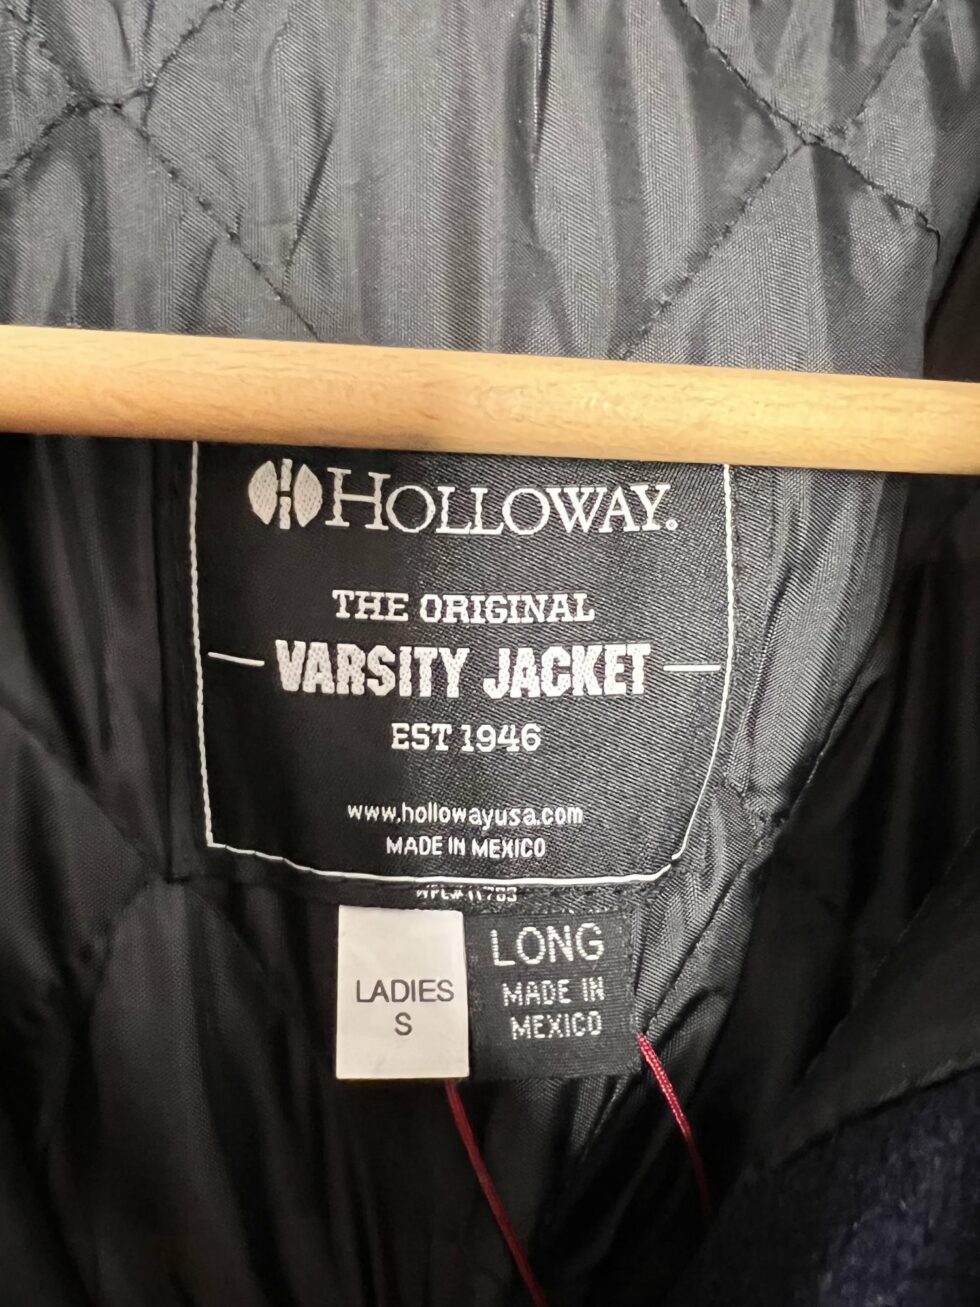 HOLLOWAY.
THE ORIGINAL
VARSITY JACKET
EST 1946
www.hollowayusa.com
MADE IN MEXICO
LADIES
S
LONG
MADE IN
MEXICO